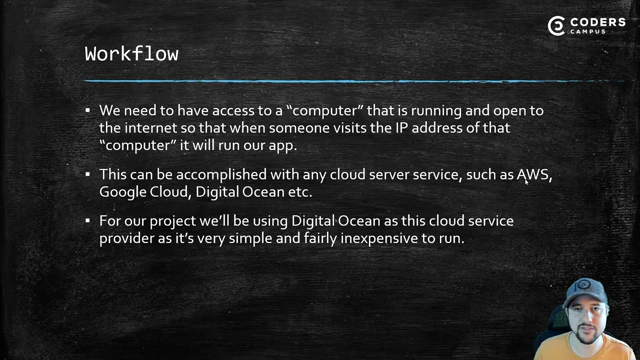 CODERS
CAMPUS
Workflow
▪ We need to have access to a “computer” that is running and open to
the internet so that when someone visits the IP address of that
“computer” it will run our app.
▪ This can be accomplished with any cloud server service, such as AWS,
Google Cloud, Digital Ocean etc.
▪ For our project we’ll be using Digital Ocean as this cloud service
provider as it’s very simple and fairly inexpensive to run.